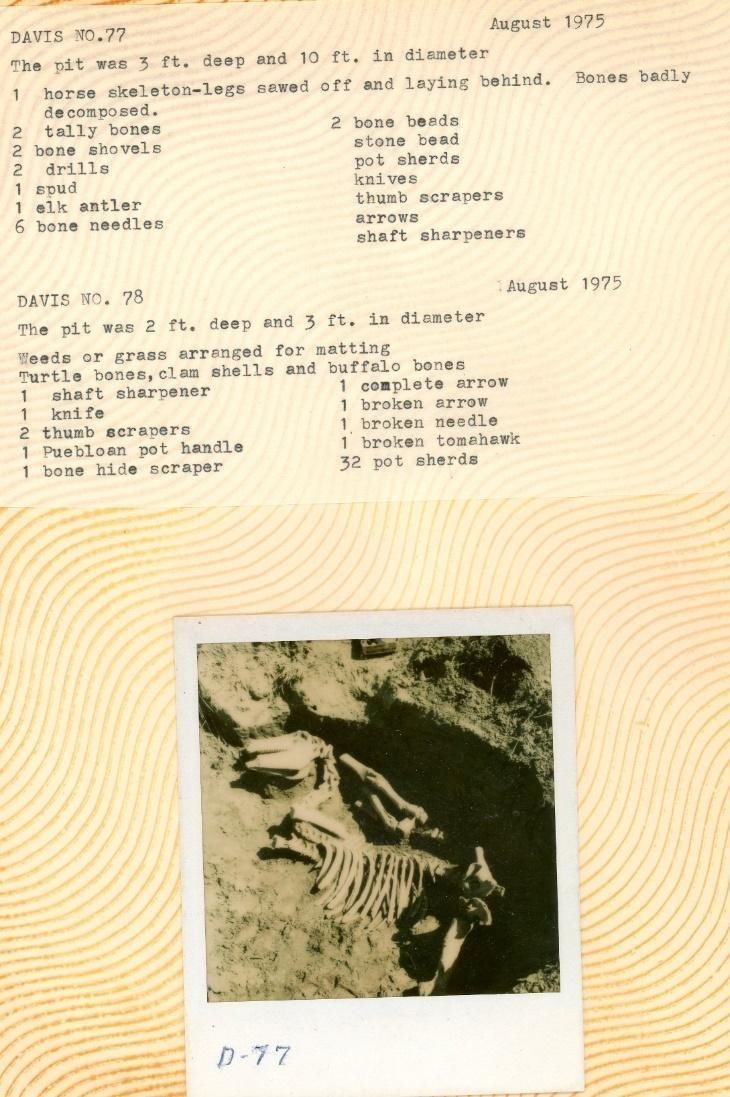 DAVIS NO.77 August 1975
The pit was 3 ft. deep and 10 ft. in diameter
1 horse skeleton-legs sawed off and laying behind. Bones badly
decomposed.
2 tally bones
2 bone shovels
2 drills
1 spud
1 elk antler
6 bone needles
2 bone beads
stone bead
pot sherds
knives
thumb scrapers
arrows
shaft sharpeners
DAVIS NO. 78 August 1975
The pit was 2 ft. deep and 3 ft. in diameter
Weeds or grass arranged for matting
Turtle bones, clam shells and buffalo bones
1 shaft sharpener
1 knife
2 thumb scrapers
1 Puebloan pot handle
1 bone hide scraper
1 complete arrow
1 broken arrow
1 broken needle
1 broken tomahawk
32 pot sherds
D-77